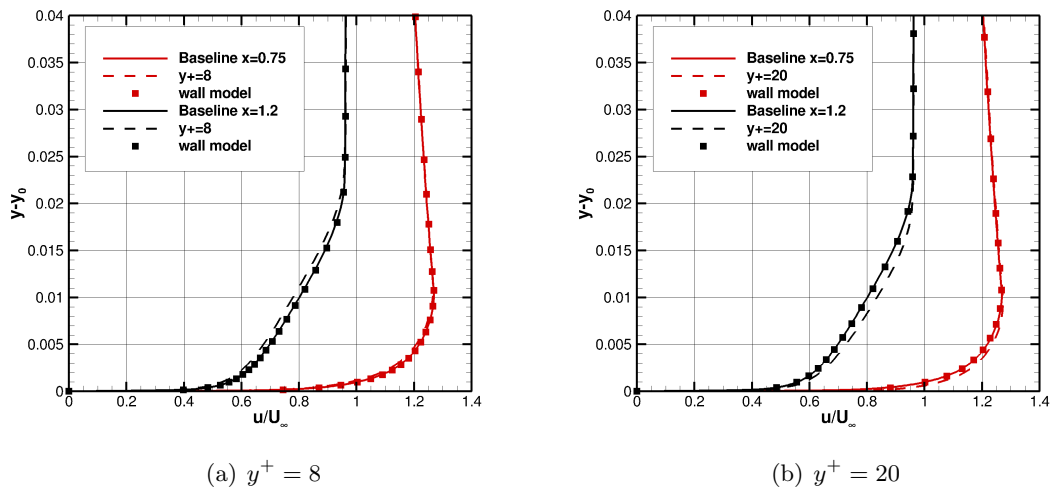 0.04
0.035
0.03
0.025
0.02
0.015
0.01
0.005
0
y-y₀
Baseline x=0.75
y+=8
wall model
Baseline x=1.2
y+=8
wall model
0 0.2 0.4 0.6 0.8 1 1.2 1.4
u/U∞
(a) y⁺ = 8
0.04
0.035
0.03
0.025
0.02
0.015
0.01
0.005
0
y-y₀
Baseline x=0.75
y+=20
wall model
Baseline x=1.2
y+=20
wall model
0 0.2 0.4 0.6 0.8 1 1.2 1.4
u/U∞
(b) y⁺ = 20